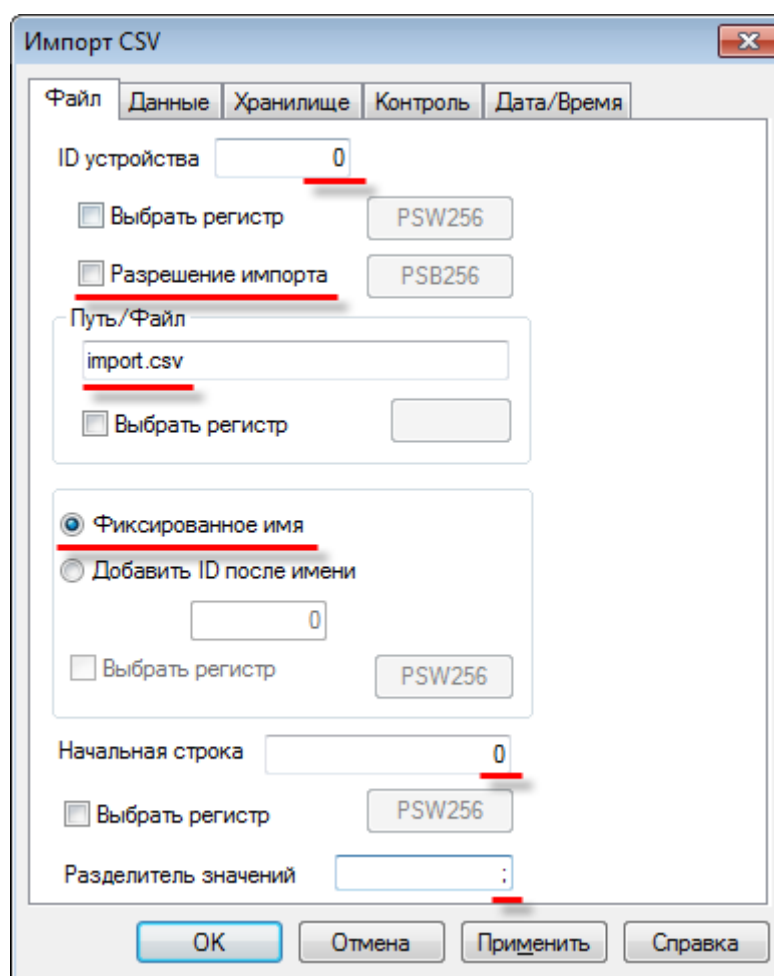 Импорт CSV
Файл Данные Хранилище Контроль Дата/Время
ID устройства 0
Выбрать регистр PSW256
Разрешение импорта PSB256
Путь/Файл
import.csv
Выбрать регистр
Фиксированное имя
Добавить ID после имени
0
Выбрать регистр PSW256
Начальная строка 0
Выбрать регистр PSW256
Разделитель значений ;
OK Отмена Применить Справка